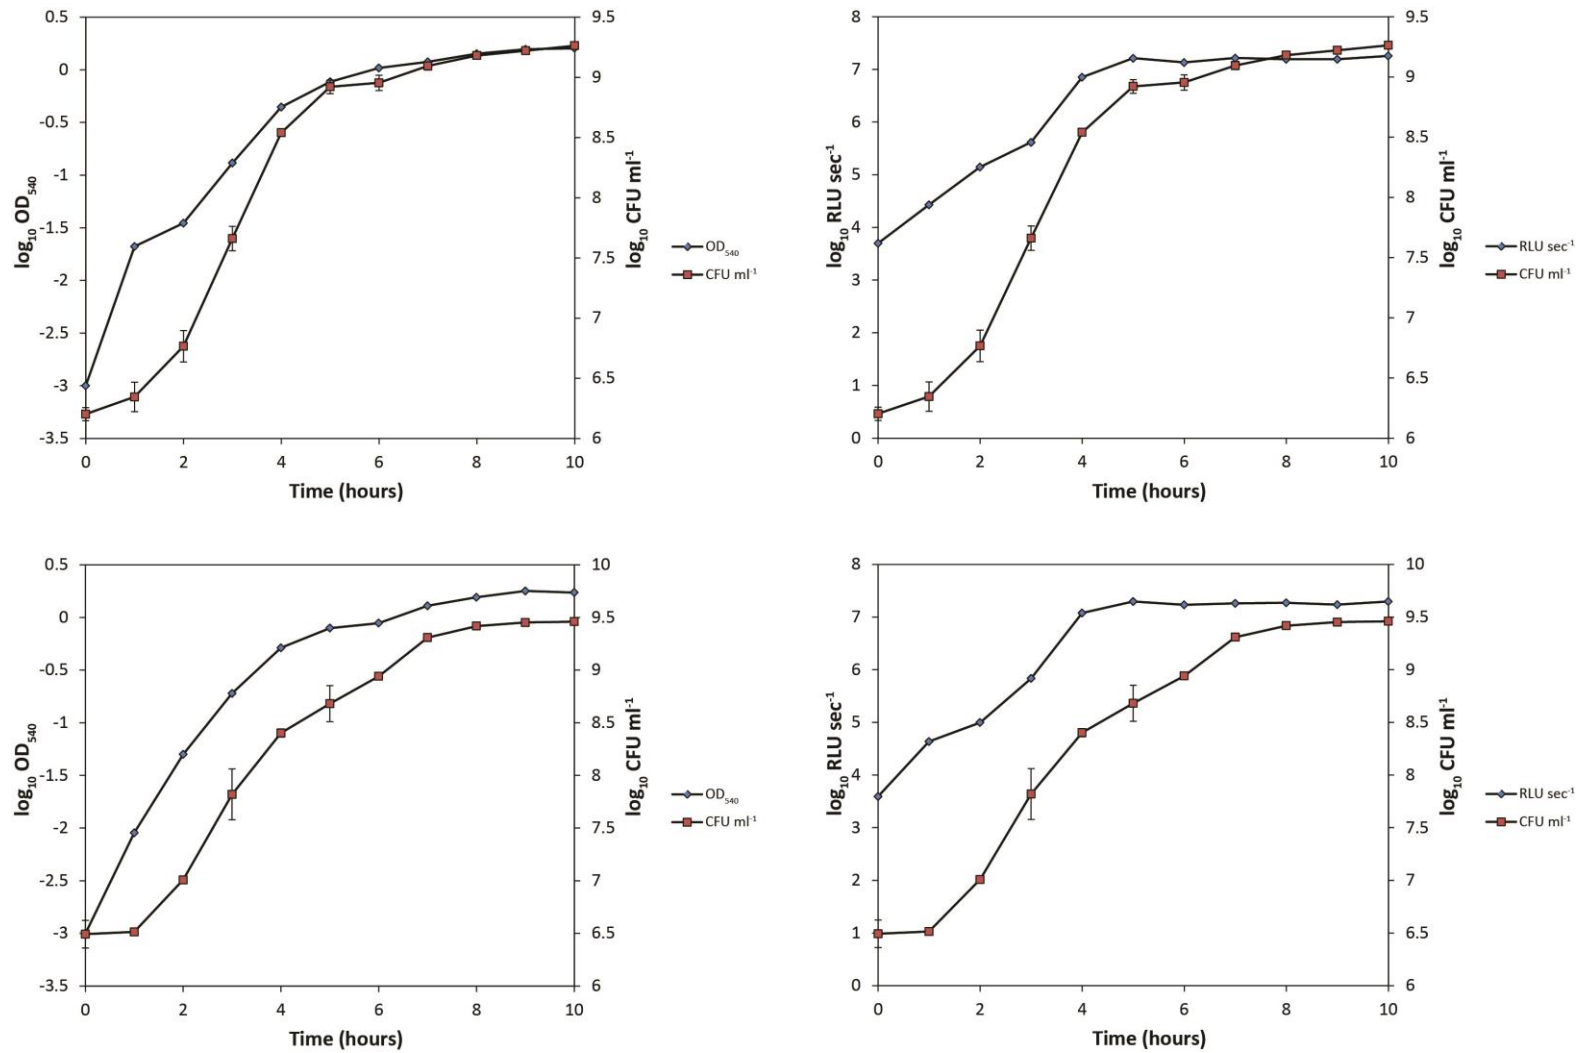 0.5
0
-0.5
-1
-1.5
-2
-2.5
-3
-3.5
log₁₀ OD₅₄₀
9.5
9
8.5
8
7.5
7
6.5
6
log₁₀ CFU ml⁻¹
0 2 4 6 8 10
Time (hours)
OD₅₄₀
CFU ml⁻¹
8
7
6
5
4
3
2
1
0
log₁₀ RLU sec⁻¹
9.5
9
8.5
8
7.5
7
6.5
6
log₁₀ CFU ml⁻¹
0 2 4 6 8 10
Time (hours)
RLU sec⁻¹
CFU ml⁻¹
0.5
0
-0.5
-1
-1.5
-2
-2.5
-3
-3.5
log₁₀ OD₅₄₀
10
9.5
9
8.5
8
7.5
7
6.5
6
log₁₀ CFU ml⁻¹
0 2 4 6 8 10
Time (hours)
OD₅₄₀
CFU ml⁻¹
8
7
6
5
4
3
2
1
0
log₁₀ RLU sec⁻¹
10
9.5
9
8.5
8
7.5
7
6.5
6
log₁₀ CFU ml⁻¹
0 2 4 6 8 10
Time (hours)
RLU sec⁻¹
CFU ml⁻¹